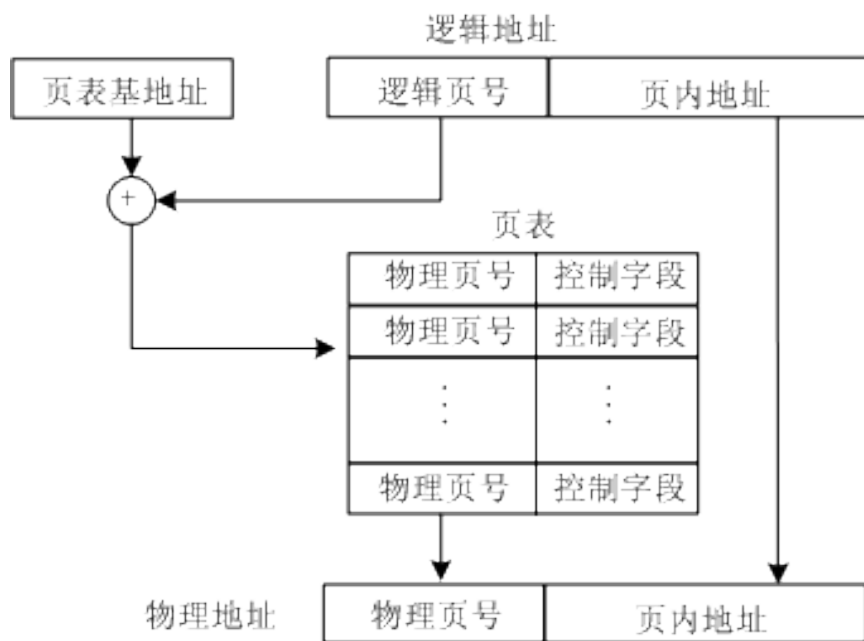 逻辑地址
页表基地址
逻辑页号 页内地址
+
页表
物理页号 控制字段
物理页号 控制字段
⋮ ⋮
物理页号 控制字段
物理地址 物理页号 页内地址